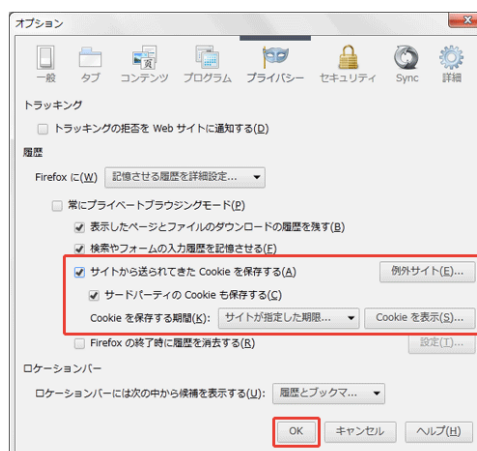 オプション
一般 タブ コンテンツ プログラム プライバシー セキュリティ Sync 詳細
トラッキング
トラッキングの拒否を Web サイトに通知する(D)
履歴
Firefox に(W) 記憶させる履歴を詳細設定...
常にプライベートブラウジングモード(P)
表示したページとファイルのダウンロードの履歴を残す(B)
検索やフォームの入力履歴を記憶させる(F)
サイトから送られてきた Cookie を保存する(A) 例外サイト(E)...
サードパーティの Cookie も保存する(C)
Cookie を保存する期間(K): サイトが指定した期限... Cookie を表示(S)...
Firefox の終了時に履歴を消去する(R) 設定(T)...
ロケーションバー
ロケーションバーには次の中から候補を表示する(U): 履歴とブックマ...
OK キャンセル ヘルプ(H)